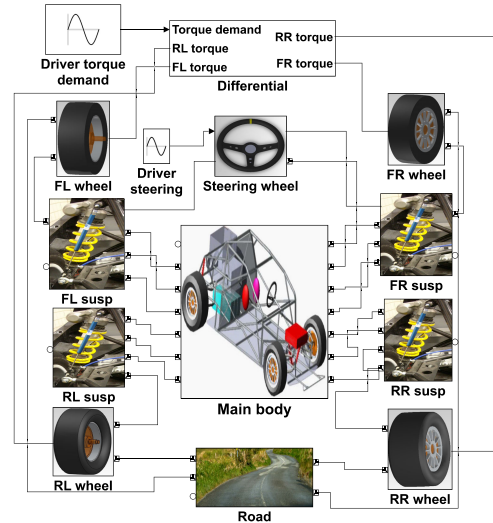 Torque demand
RL torque
FL torque
RR torque
FR torque
Driver torque
demand
Differential
FL wheel
Driver
steering
Steering wheel
FR wheel
FL susp
FR susp
RL susp
Main body
RR susp
RL wheel
Road
RR wheel